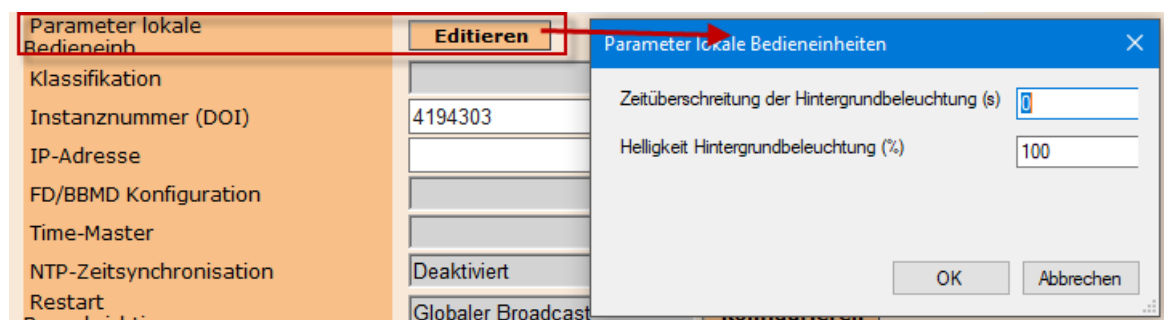 Parameter lokale
Bedieneinh.
Editieren
Klassifikation
Instanznummer (DOI)
4194303
IP-Adresse
FD/BBMD Konfiguration
Time-Master
NTP-Zeitsynchronisation
Deaktiviert
Restart
Globaler Broadcast
Parameter lokale Bedieneinheiten
Zeitüberschreitung der Hintergrundbeleuchtung (s)
0
Helligkeit Hintergrundbeleuchtung (%)
100
OK
Abbrechen